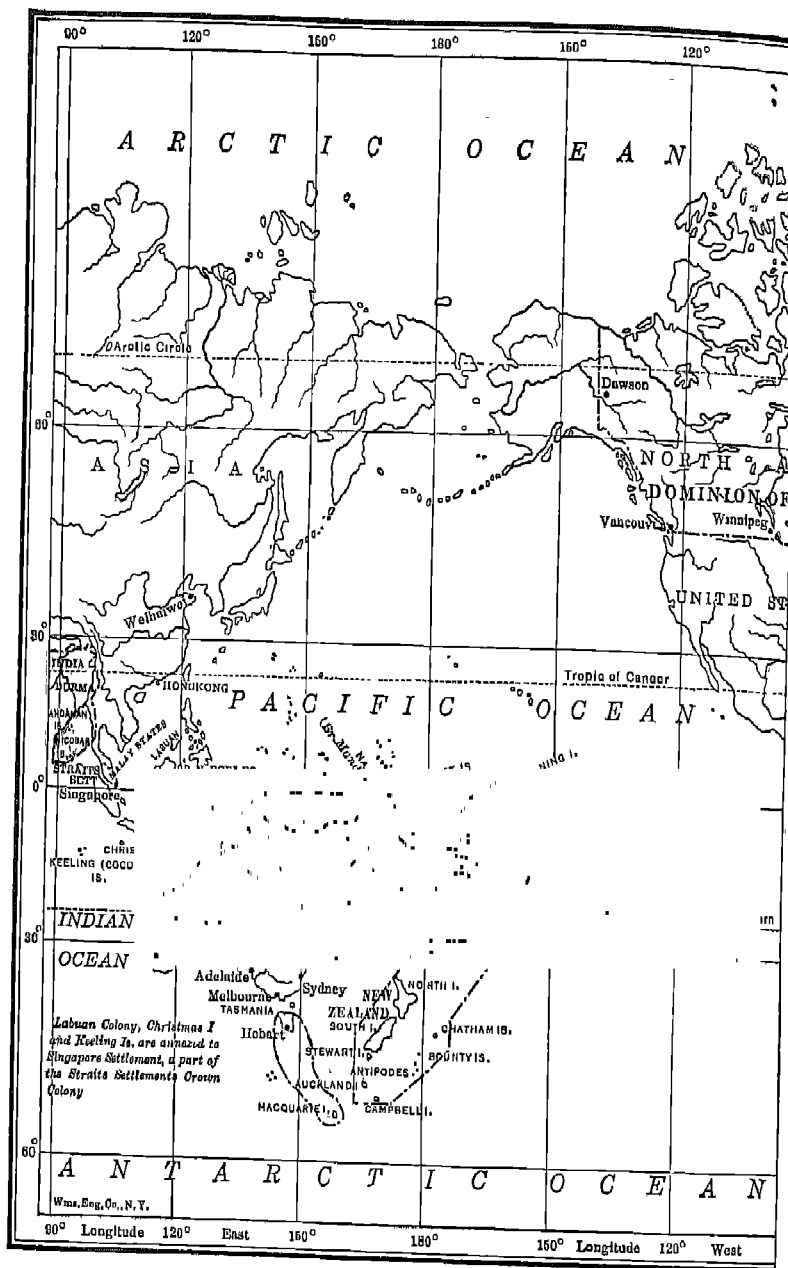 90° 120° 150° 180° 150° 120°
ARCTIC OCEAN
Arctic Circle
Dawson
60°
ASIA
NORTH A
DOMINION OF
Vancouver Winnipeg
UNITED ST
Weihaiwei
30°
INDIA
BURMA
Tropic of Cancer
HONGKONG
PACIFIC OCEAN
ANDAMAN
IS.
NICOBAR
IS.
MALAY STATES
LABUAN
STRAITS
SETT
NING I.
0°
Singapore
CHRIS
KEELING (COCO
IS.
INDIAN
30°
OCEAN
Adelaide
Sydney
Melbourne
TASMANIA
Hobart
NEW
ZEALAND
NORTH I.
SOUTH I.
CHATHAM IS.
STEWART I.
BOUNTY IS.
ANTIPODES
AUCKLAND I
MACQUARIE I.
CAMPBELL I.
Labuan Colony, Christmas I
and Keeling Is. are annexed to
Singapore Settlement, a part of
the Straits Settlements Crown
Colony
60°
ANTARCTIC OCEAN
Wms. Eng. Co., N.Y.
90° Longitude 120° East 150° 180° 150° Longitude 120° West